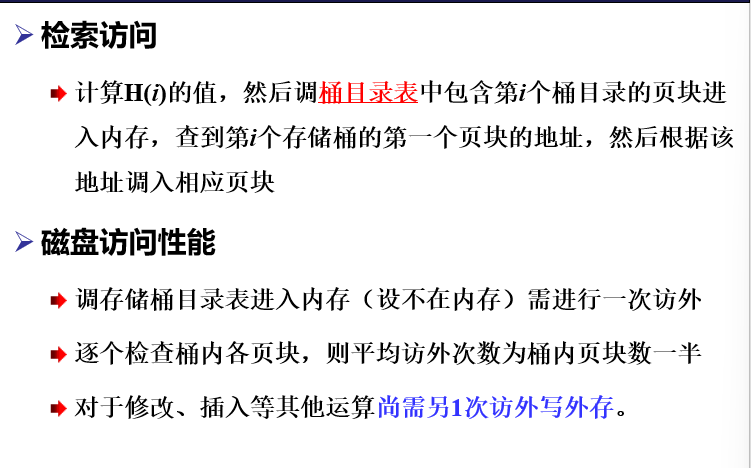 检索访问
计算H(i)的值，然后调桶目录表中包含第i个桶目录的页块进
入内存，查到第i个存储桶的第一个页块的地址，然后根据该
地址调入相应页块
磁盘访问性能
调存储桶目录表进入内存（设不在内存）需进行一次访外
逐个检查桶内各页块，则平均访外次数为桶内页块数一半
对于修改、插入等其他运算尚需另1次访外写外存。